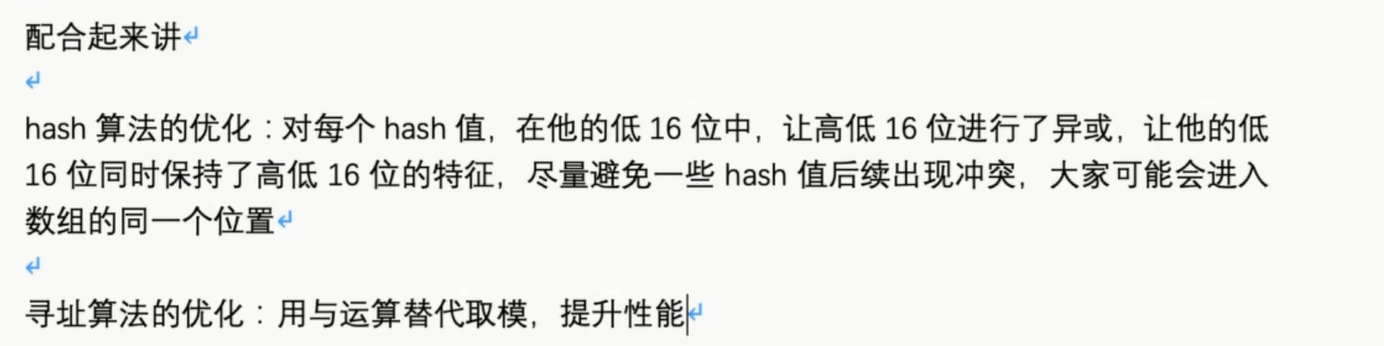 配合起来讲
hash 算法的优化：对每个 hash 值，在他的低 16 位中，让高低 16 位进行了异或，让他的低
16 位同时保持了高低 16 位的特征，尽量避免一些 hash 值后续出现冲突，大家可能会进入
数组的同一个位置
寻址算法的优化：用与运算替代取模，提升性能